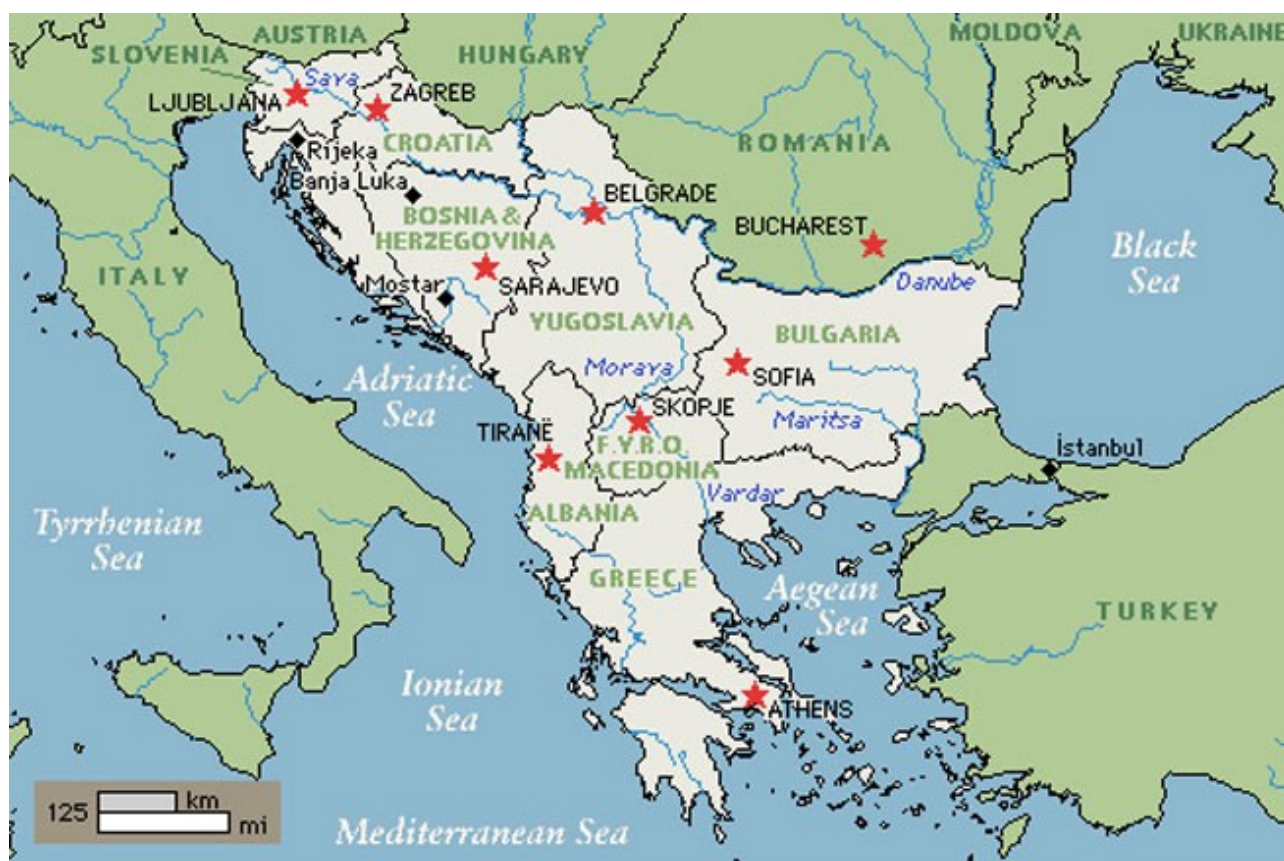 AUSTRIA
SLOVENIA
HUNGARY
MOLDOVA
UKRAINE
Sava
LJUBLJANA
ZAGREB
CROATIA
ROMANIA
Rijeka
Banja Luka
BELGRADE
BOSNIA &
HERZEGOVINA
BUCHAREST
Black
Sea
ITALY
Mostar
SARAJEVO
Danube
YUGOSLAVIA
BULGARIA
Adriatic
Sea
Morava
SOFIA
SKOPJE
Maritsa
TIRANË
F.Y.R.O.
MACEDONIA
İstanbul
Vardar
ALBANIA
Tyrrhenian
Sea
GREECE
Aegean
Sea
TURKEY
Ionian
Sea
ATHENS
125 km
mi
Mediterranean Sea